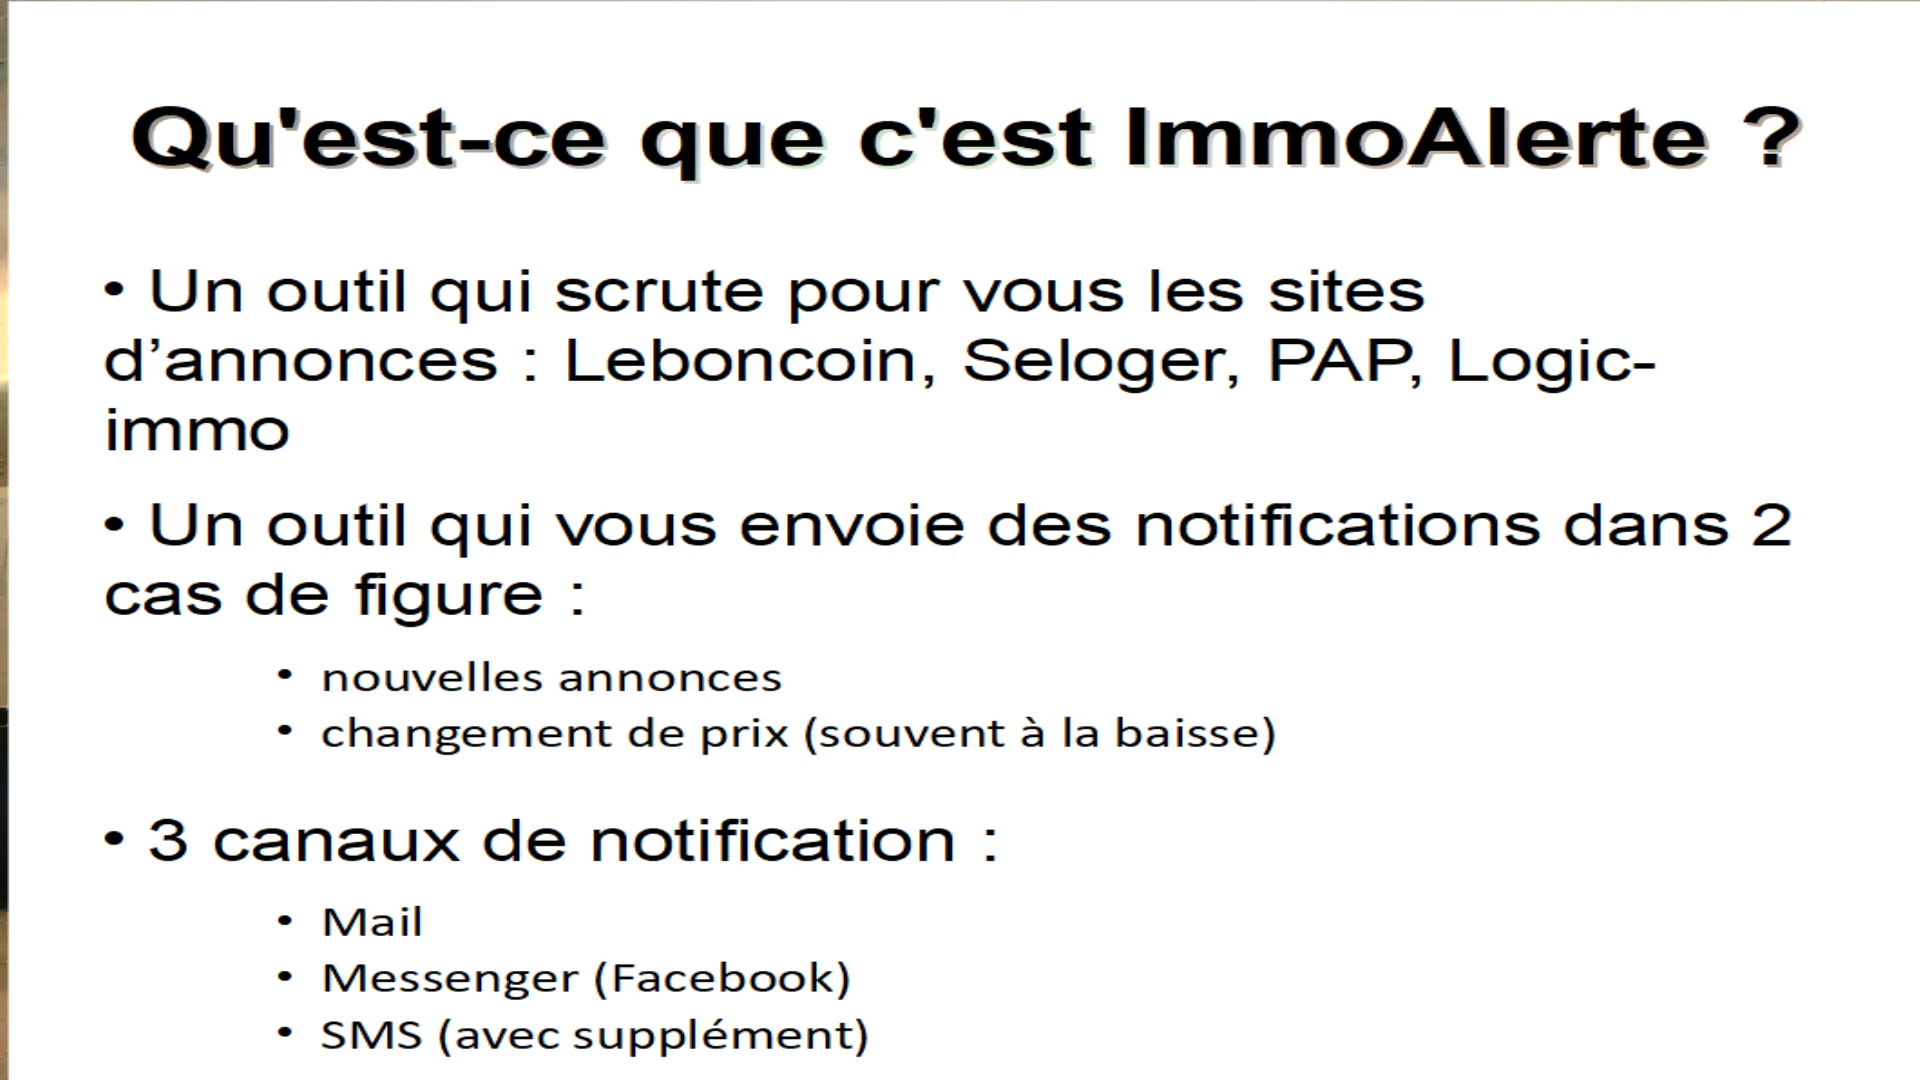 Qu'est-ce que c'est ImmoAlerte ?
• Un outil qui scrute pour vous les sites
d’annonces : Leboncoin, Seloger, PAP, Logic-
immo
• Un outil qui vous envoie des notifications dans 2
cas de figure :
• nouvelles annonces
• changement de prix (souvent à la baisse)
• 3 canaux de notification :
• Mail
• Messenger (Facebook)
• SMS (avec supplément)